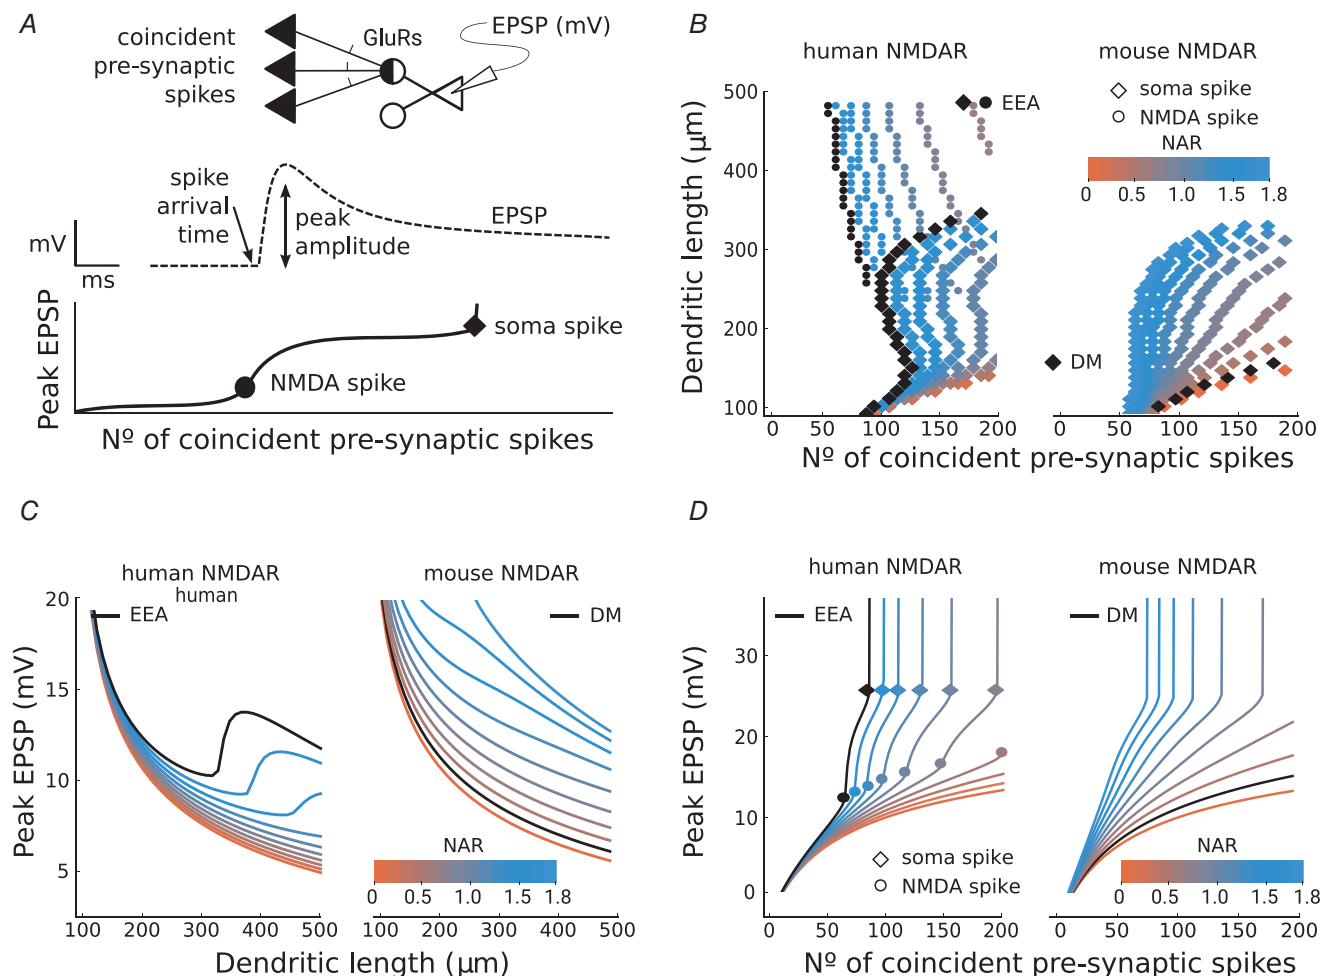 A
coincident
pre-synaptic
spikes
GluRs
EPSP (mV)
spike
arrival
time
peak
amplitude
EPSP
mV
ms
Peak EPSP
NMDA spike
soma spike
Nº of coincident pre-synaptic spikes
B
human NMDAR
mouse NMDAR
EEA
soma spike
NMDA spike
NAR
0 0.5 1.0 1.5 1.8
DM
Dendritic length (μm)
500
400
300
200
100
0 50 100 150 200
0 50 100 150 200
Nº of coincident pre-synaptic spikes
C
human NMDAR
human
mouse NMDAR
EEA
DM
Peak EPSP (mV)
20
15
10
5
NAR
0 0.5 1.0 1.5 1.8
100 200 300 400 500
100 200 300 400 500
Dendritic length (μm)
D
human NMDAR
mouse NMDAR
EEA
DM
Peak EPSP (mV)
30
20
10
0
soma spike
NMDA spike
NAR
0 0.5 1.0 1.5 1.8
0 50 100 150 200
0 50 100 150 200
Nº of coincident pre-synaptic spikes